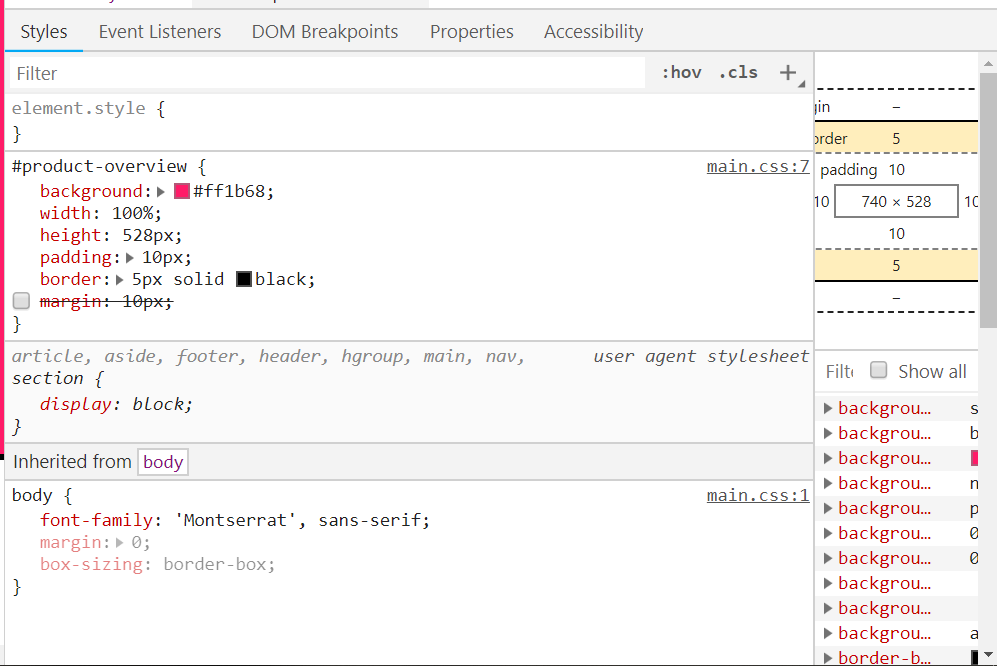 Styles Event Listeners DOM Breakpoints Properties Accessibility
Filter :hov .cls +
element.style {
}
#product-overview { main.css:7
background: #ff1b68;
width: 100%;
height: 528px;
padding: 10px;
border: 5px solid black;
margin: 10px;
}
article, aside, footer, header, hgroup, main, nav, user agent stylesheet
section {
display: block;
}
Inherited from body
body { main.css:1
font-family: 'Montserrat', sans-serif;
margin: 0;
box-sizing: border-box;
}
gin –
order 5
padding 10
10 740 × 528 10
10
5
–
Filte Show all
backgrou… s
backgrou… b
backgrou…
backgrou… n
backgrou… p
backgrou… 0
backgrou… 0
backgrou…
backgrou…
backgrou… a
border-b…